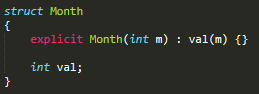 struct Month
{
    explicit Month(int m) : val(m) {}

    int val;
}